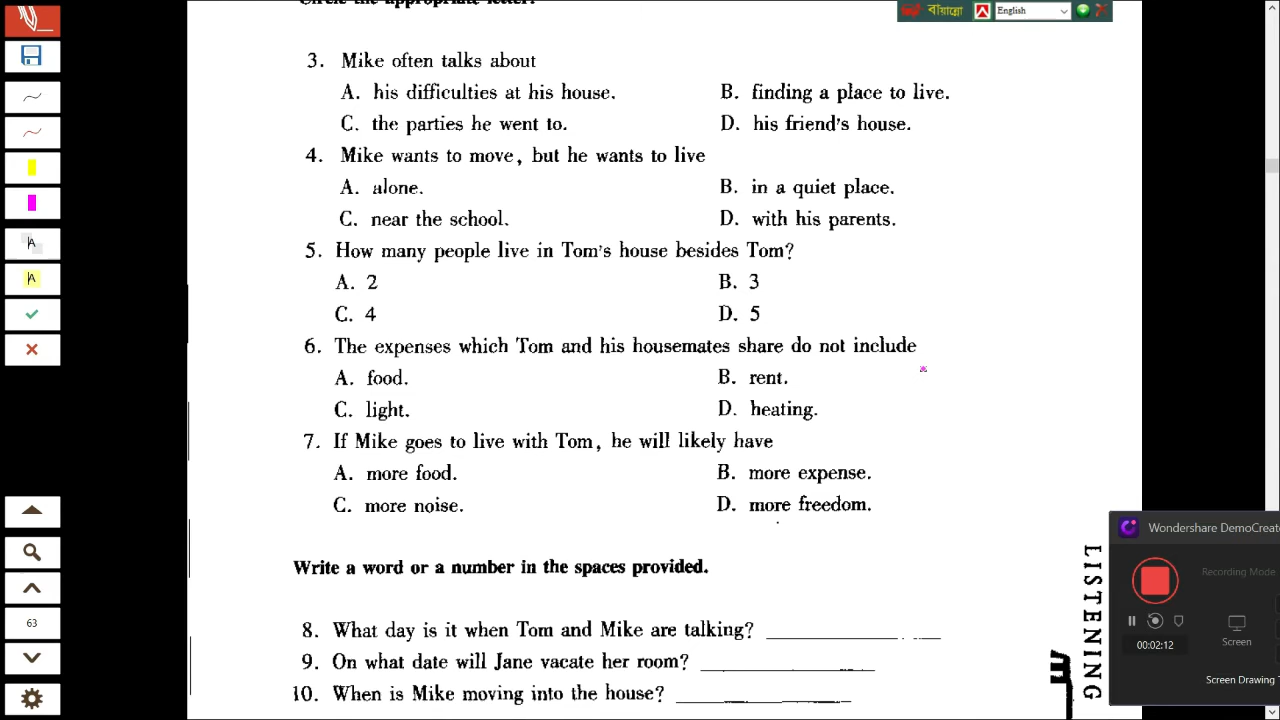 Circle the appropriate letter.
বায়ান্নো English
3. Mike often talks about
A. his difficulties at his house. B. finding a place to live.
C. the parties he went to. D. his friend's house.
4. Mike wants to move, but he wants to live
A. alone. B. in a quiet place.
C. near the school. D. with his parents.
5. How many people live in Tom's house besides Tom?
A. 2 B. 3
C. 4 D. 5
6. The expenses which Tom and his housemates share do not include
A. food. B. rent.
C. light. D. heating.
7. If Mike goes to live with Tom, he will likely have
A. more food. B. more expense.
C. more noise. D. more freedom.
Write a word or a number in the spaces provided.
8. What day is it when Tom and Mike are talking?
9. On what date will Jane vacate her room?
10. When is Mike moving into the house?
LISTENING
A
A
63
Wondershare DemoCreat
Recording Mode
Screen
00:02:12
Screen Drawing T